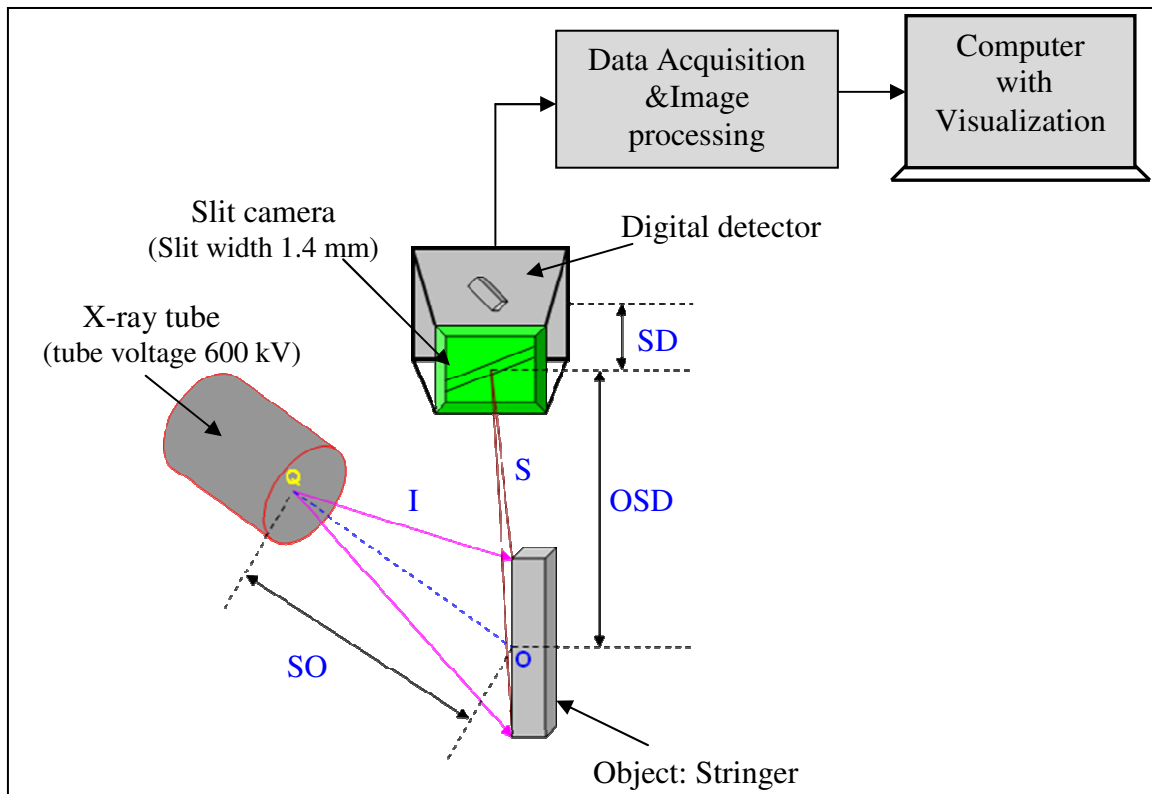 Data Acquisition
&Image
processing
Computer
with
Visualization
Slit camera
(Slit width 1.4 mm)
Digital detector
X-ray tube
(tube voltage 600 kV)
SD
Q
S
I
OSD
SO
O
Object: Stringer